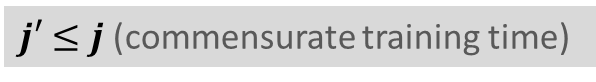 j′ ≤ j (commensurate training time)